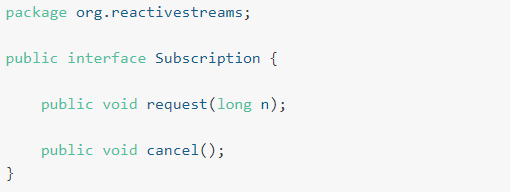 package org.reactivestreams;
public interface Subscription {
public void request(long n);
public void cancel();
}